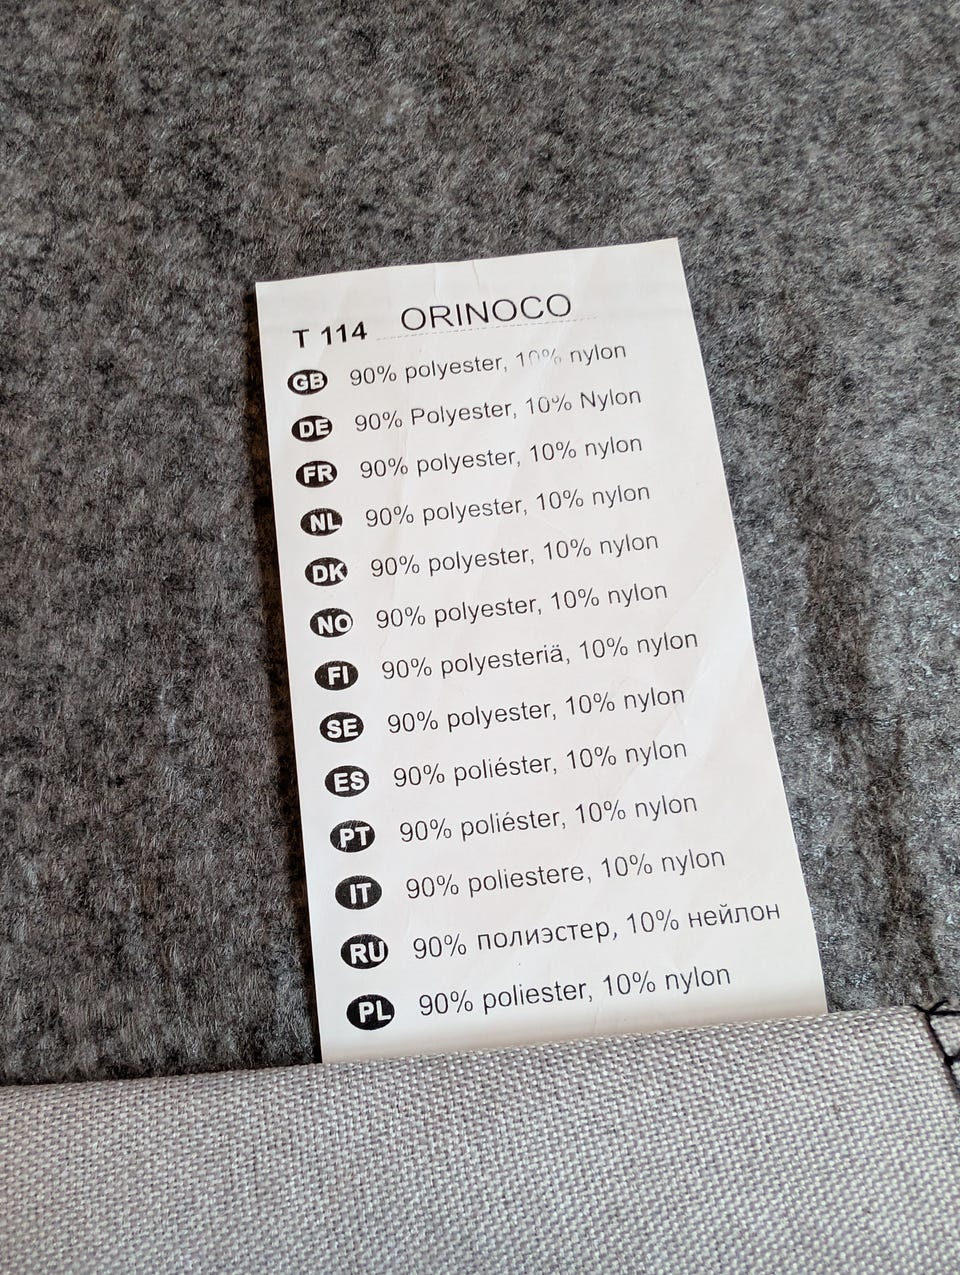 T 114 ORINOCO
GB 90% polyester, 10% nylon
DE 90% Polyester, 10% Nylon
FR 90% polyester, 10% nylon
NL 90% polyester, 10% nylon
DK 90% polyester, 10% nylon
NO 90% polyester, 10% nylon
FI 90% polyesteriä, 10% nylon
SE 90% polyester, 10% nylon
ES 90% poliéster, 10% nylon
PT 90% poliéster, 10% nylon
IT 90% poliestere, 10% nylon
RU 90% полиэстер, 10% нейлон
PL 90% poliester, 10% nylon